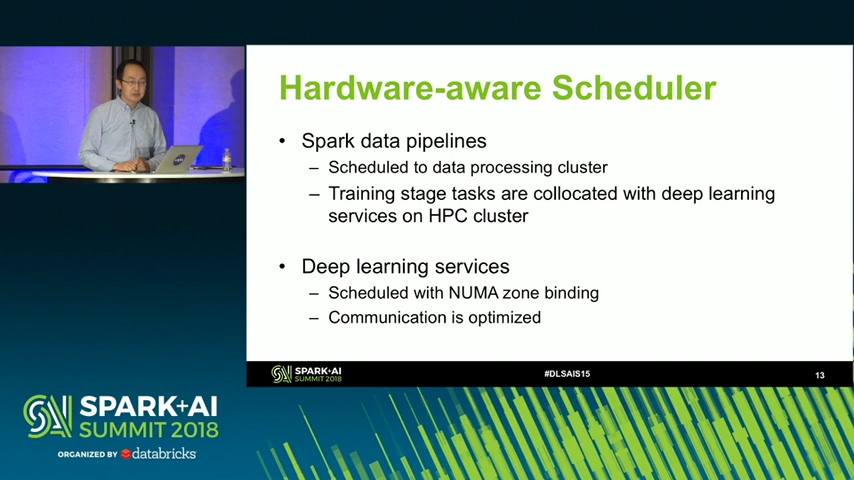 Hardware-aware Scheduler
• Spark data pipelines
– Scheduled to data processing cluster
– Training stage tasks are collocated with deep learning
services on HPC cluster
• Deep learning services
– Scheduled with NUMA zone binding
– Communication is optimized
SPARK+AI
SUMMIT 2018
#DLSAIS15
13
SPARK+AI
SUMMIT 2018
ORGANIZED BY databricks